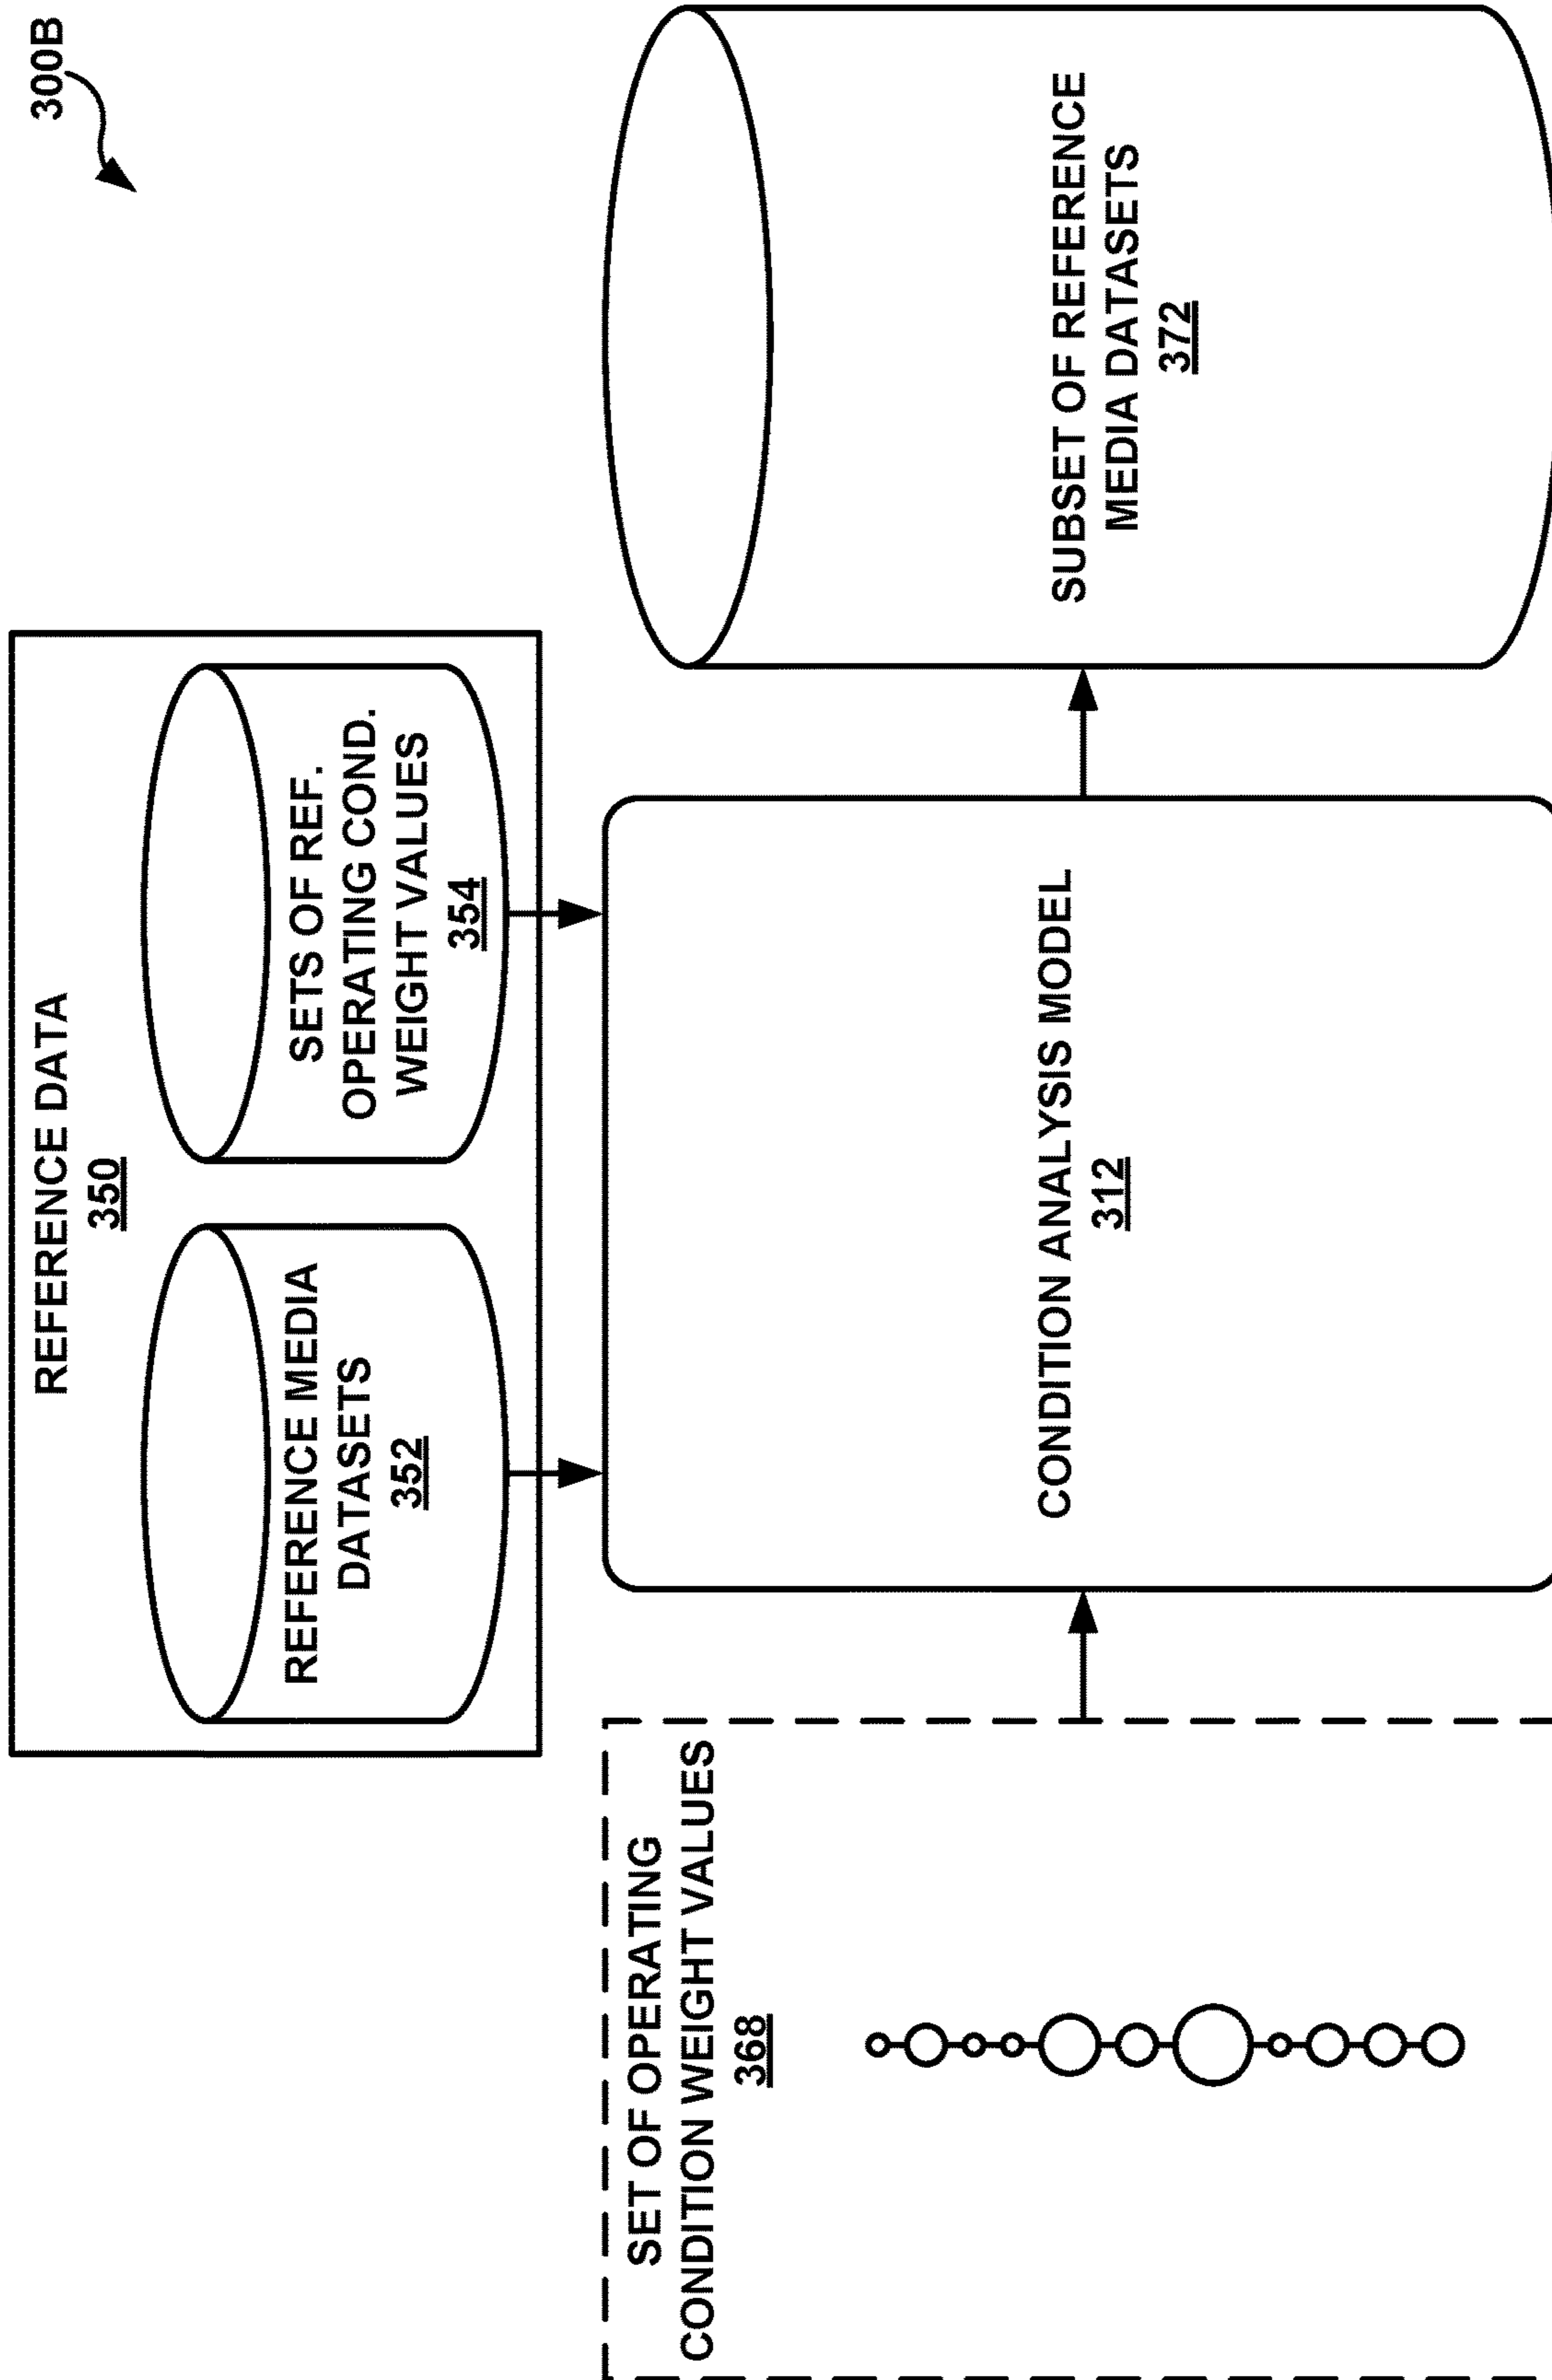 300B
REFERENCE DATA
350
REFERENCE MEDIA
DATASETS
352
SETS OF REF.
OPERATING COND.
WEIGHT VALUES
354
SET OF OPERATING
CONDITION WEIGHT VALUES
368
CONDITION ANALYSIS MODEL
312
SUBSET OF REFERENCE
MEDIA DATASETS
372